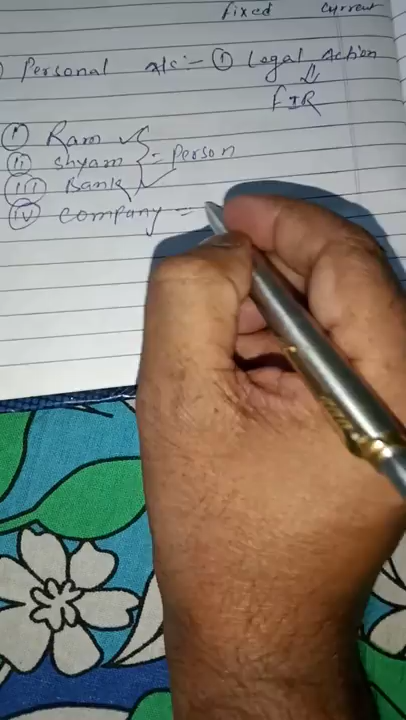 fixed current
) Personal a/c :- ① Legal Action
⇓
FIR
(i) Ram
(ii) Shyam = Person
(iii) Bank
(iv) company =